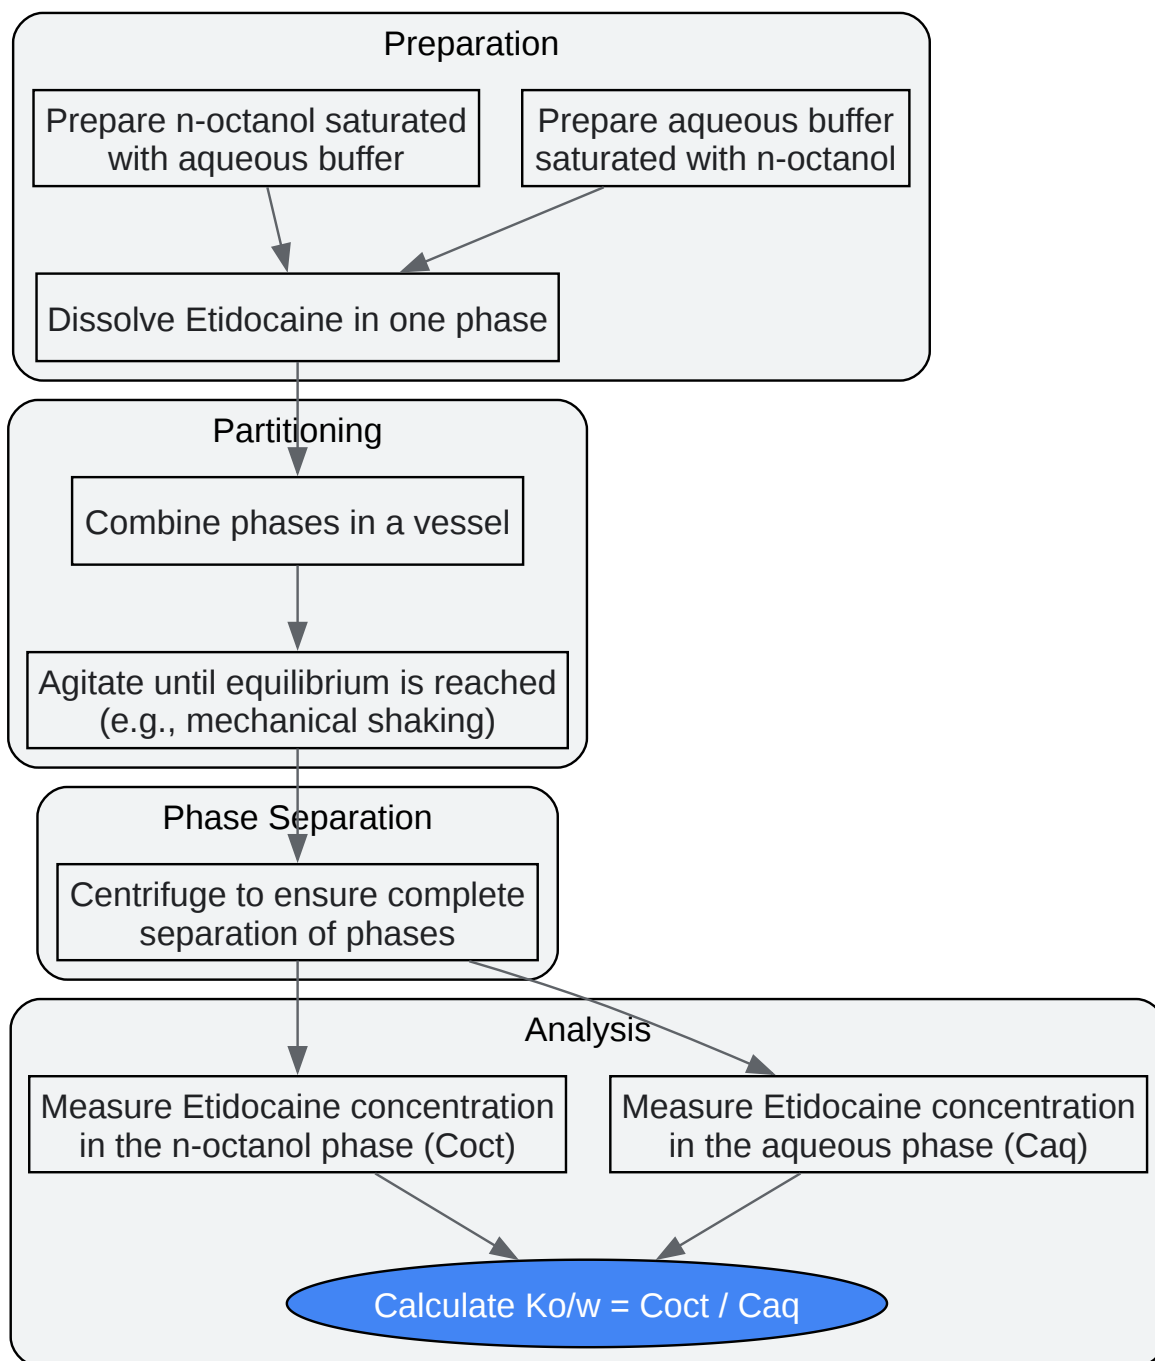 Preparation
Prepare n-octanol saturated
with aqueous buffer
Prepare aqueous buffer
saturated with n-octanol
Dissolve Etidocaine in one phase
Partitioning
Combine phases in a vessel
Agitate until equilibrium is reached
(e.g., mechanical shaking)
Phase Separation
Centrifuge to ensure complete
separation of phases
Analysis
Measure Etidocaine concentration
in the n-octanol phase (Coct)
Measure Etidocaine concentration
in the aqueous phase (Caq)
Calculate Ko/w = Coct / Caq